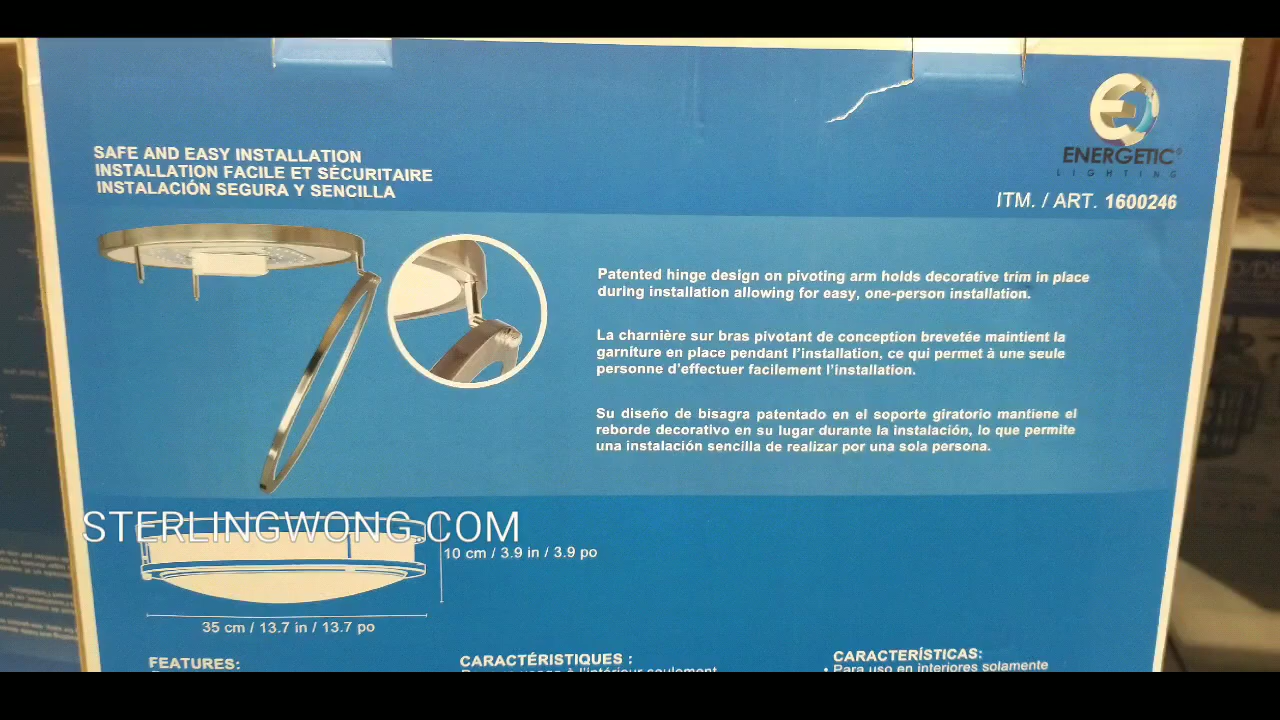 ENERGETIC®
LIGHTING
ITM. / ART. 1600246
SAFE AND EASY INSTALLATION
INSTALLATION FACILE ET SÉCURITAIRE
INSTALACIÓN SEGURA Y SENCILLA
Patented hinge design on pivoting arm holds decorative trim in place
during installation allowing for easy, one-person installation.
La charnière sur bras pivotant de conception brevetée maintient la
garniture en place pendant l'installation, ce qui permet à une seule
personne d'effectuer facilement l'installation.
Su diseño de bisagra patentado en el soporte giratorio mantiene el
reborde decorativo en su lugar durante la instalación, lo que permite
una instalación sencilla de realizar por una sola persona.
STERLINGWONG.COM
10 cm / 3.9 in / 3.9 po
35 cm / 13.7 in / 13.7 po
FEATURES:
CARACTÉRISTIQUES :
à l'intérieur seulement
CARACTERÍSTICAS:
• Para uso en interiores solamente